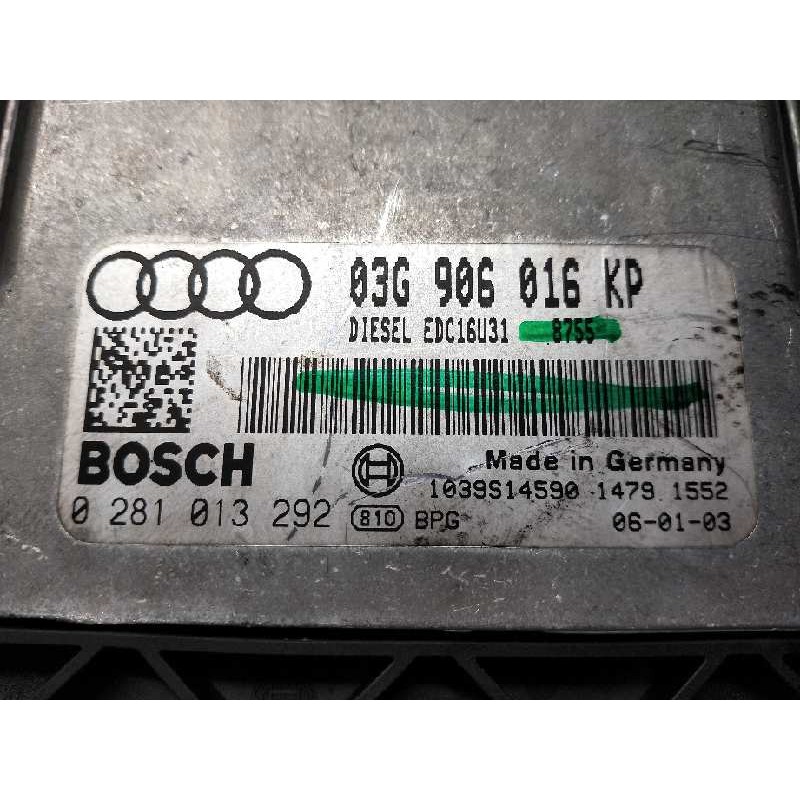 03G 906 016 KP
DIESEL EDC16U31 8755
BOSCH
Made in Germany
1039S14590 1479 1552
0 281 013 292 810 BPG 06-01-03